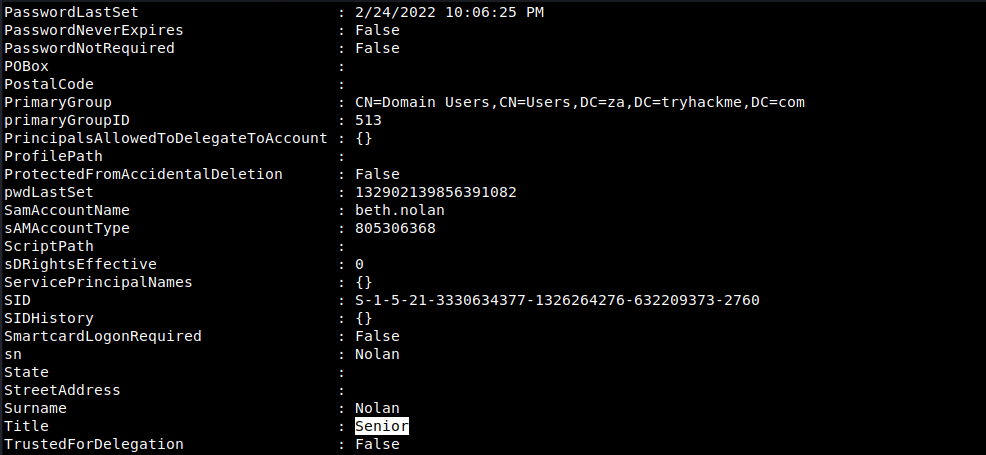 PasswordLastSet : 2/24/2022 10:06:25 PM
PasswordNeverExpires : False
PasswordNotRequired : False
POBox :
PostalCode :
PrimaryGroup : CN=Domain Users,CN=Users,DC=za,DC=tryhackme,DC=com
primaryGroupID : 513
PrincipalsAllowedToDelegateToAccount : {}
ProfilePath :
ProtectedFromAccidentalDeletion : False
pwdLastSet : 132902139856391082
SamAccountName : beth.nolan
sAMAccountType : 805306368
ScriptPath :
sDRightsEffective : 0
ServicePrincipalNames : {}
SID : S-1-5-21-3330634377-1326264276-632209373-2760
SIDHistory : {}
SmartcardLogonRequired : False
sn : Nolan
State :
StreetAddress :
Surname : Nolan
Title : Senior
TrustedForDelegation : False